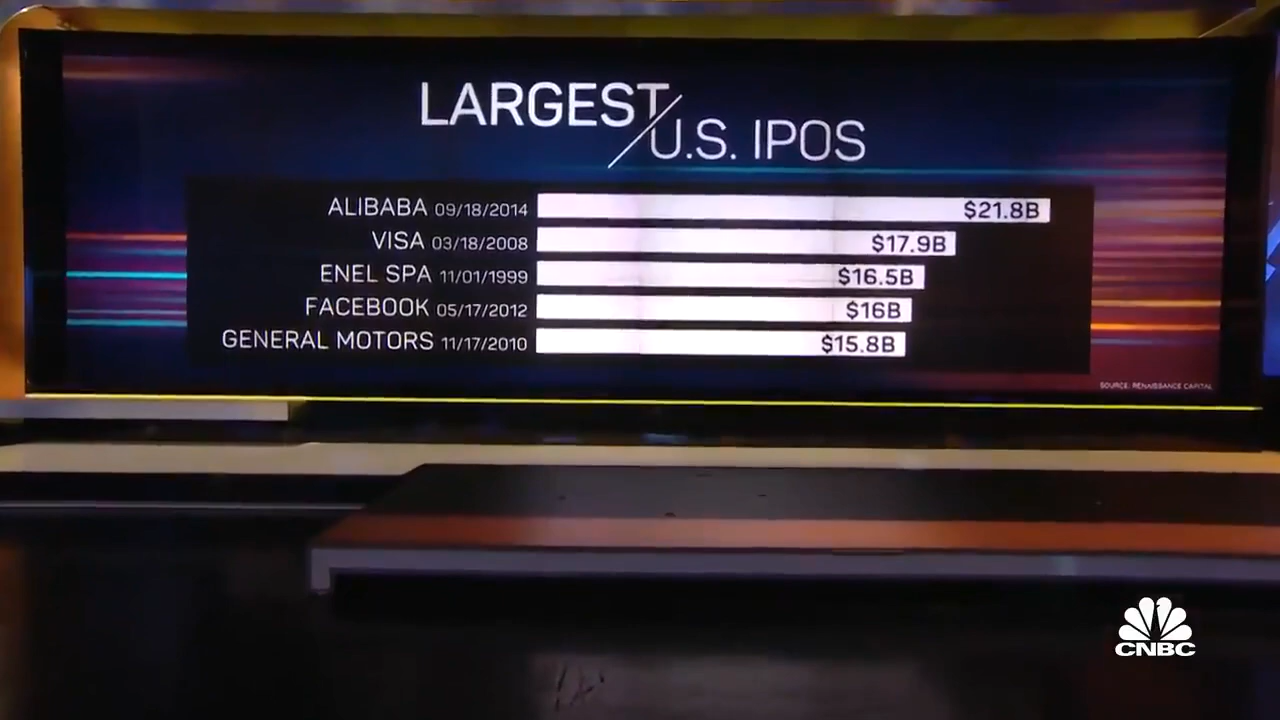 LARGEST
U.S. IPOS
ALIBABA 09/18/2014 $21.8B
VISA 03/18/2008 $17.9B
ENEL SPA 11/01/1999 $16.5B
FACEBOOK 05/17/2012 $16B
GENERAL MOTORS 11/17/2010 $15.8B
SOURCE: RENAISSANCE CAPITAL
CNBC